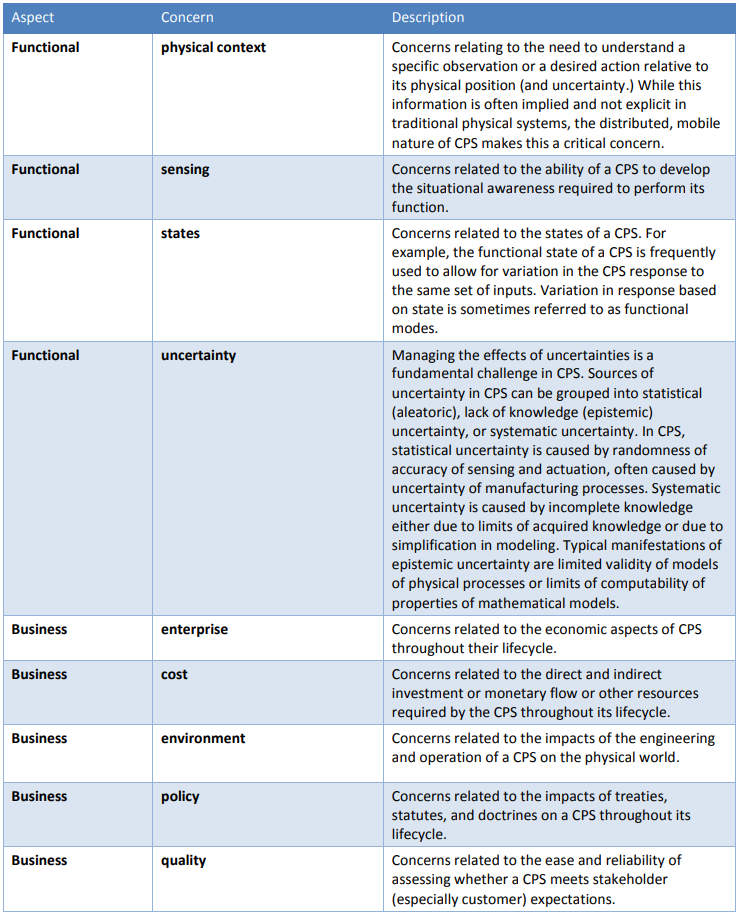 Aspect Concern Description
Functional physical context Concerns relating to the need to understand a
specific observation or a desired action relative to
its physical position (and uncertainty.) While this
information is often implied and not explicit in
traditional physical systems, the distributed, mobile
nature of CPS makes this a critical concern.
Functional sensing Concerns related to the ability of a CPS to develop
the situational awareness required to perform its
function.
Functional states Concerns related to the states of a CPS. For
example, the functional state of a CPS is frequently
used to allow for variation in the CPS response to
the same set of inputs. Variation in response based
on state is sometimes referred to as functional
modes.
Functional uncertainty Managing the effects of uncertainties is a
fundamental challenge in CPS. Sources of
uncertainty in CPS can be grouped into statistical
(aleatoric), lack of knowledge (epistemic)
uncertainty, or systematic uncertainty. In CPS,
statistical uncertainty is caused by randomness of
accuracy of sensing and actuation, often caused by
uncertainty of manufacturing processes. Systematic
uncertainty is caused by incomplete knowledge
either due to limits of acquired knowledge or due to
simplification in modeling. Typical manifestations of
epistemic uncertainty are limited validity of models
of physical processes or limits of computability of
properties of mathematical models.
Business enterprise Concerns related to the economic aspects of CPS
throughout their lifecycle.
Business cost Concerns related to the direct and indirect
investment or monetary flow or other resources
required by the CPS throughout its lifecycle.
Business environment Concerns related to the impacts of the engineering
and operation of a CPS on the physical world.
Business policy Concerns related to the impacts of treaties,
statutes, and doctrines on a CPS throughout its
lifecycle.
Business quality Concerns related to the ease and reliability of
assessing whether a CPS meets stakeholder
(especially customer) expectations.